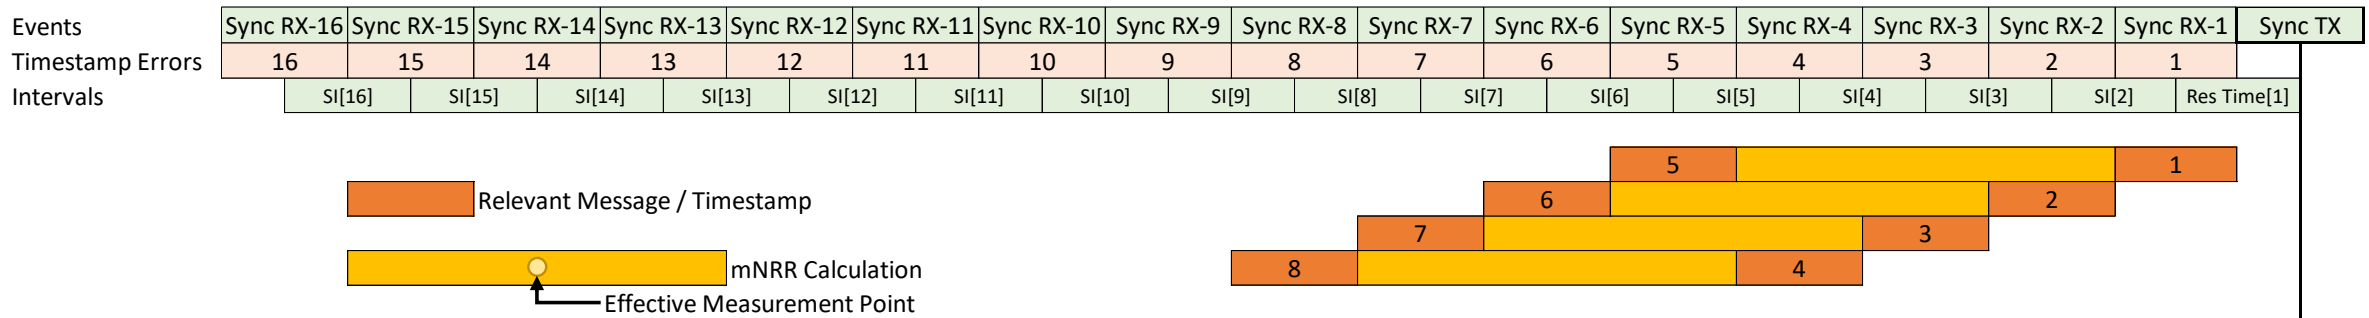 Events Sync RX-16 Sync RX-15 Sync RX-14 Sync RX-13 Sync RX-12 Sync RX-11 Sync RX-10 Sync RX-9 Sync RX-8 Sync RX-7 Sync RX-6 Sync RX-5 Sync RX-4 Sync RX-3 Sync RX-2 Sync RX-1 Sync TX
Timestamp Errors 16 15 14 13 12 11 10 9 8 7 6 5 4 3 2 1
Intervals SI[16] SI[15] SI[14] SI[13] SI[12] SI[11] SI[10] SI[9] SI[8] SI[7] SI[6] SI[5] SI[4] SI[3] SI[2] Res Time[1]
5 1
Relevant Message / Timestamp 6 2
7 3
mNRR Calculation 8 4
Effective Measurement Point